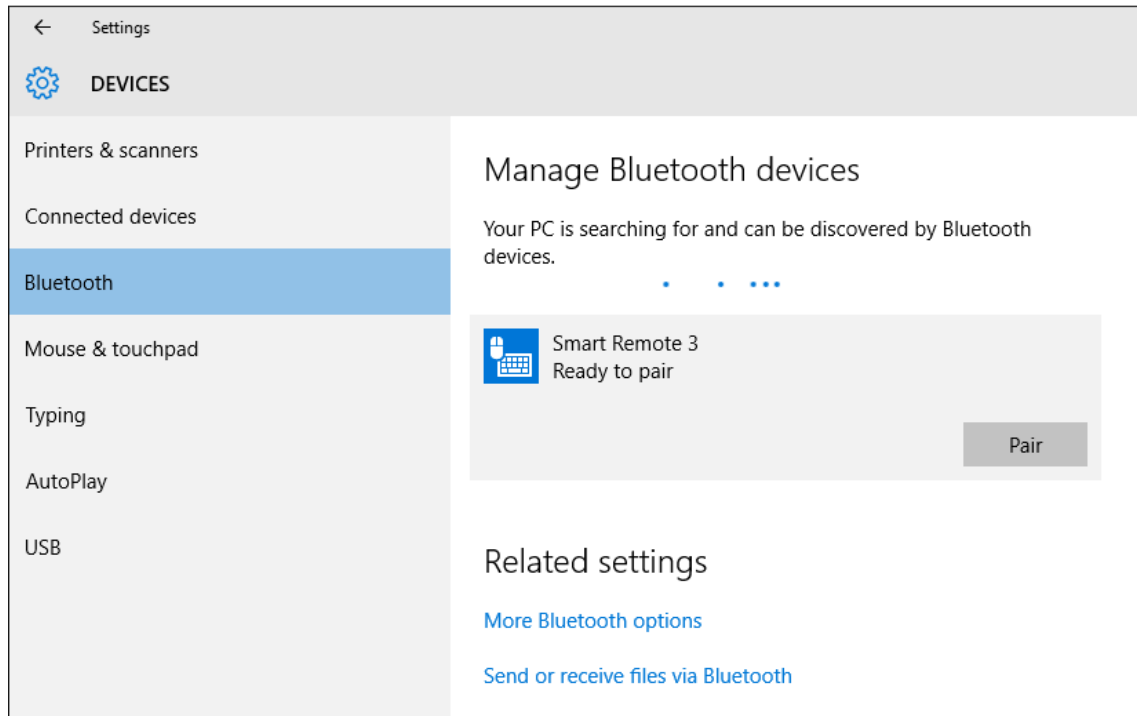 Settings
DEVICES
Printers & scanners
Connected devices
Bluetooth
Mouse & touchpad
Typing
AutoPlay
USB
Manage Bluetooth devices
Your PC is searching for and can be discovered by Bluetooth
devices.
Smart Remote 3
Ready to pair
Pair
Related settings
More Bluetooth options
Send or receive files via Bluetooth